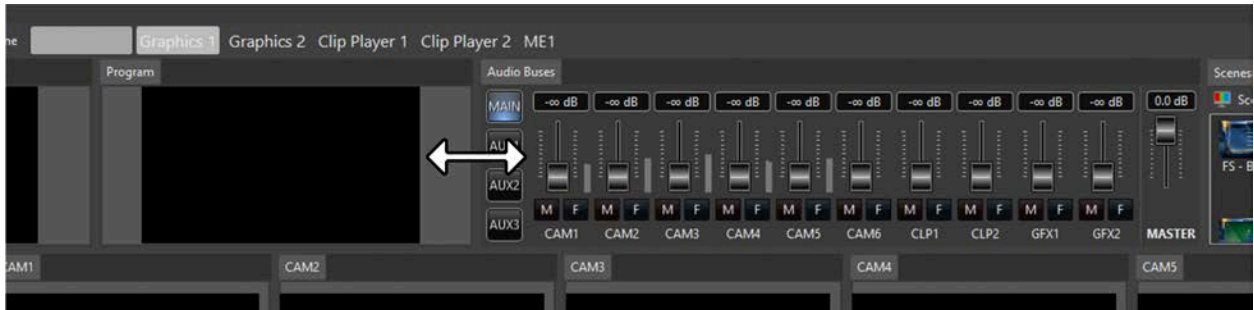 Graphics 1 Graphics 2 Clip Player 1 Clip Player 2 ME1
Program Audio Buses Scenes
MAIN -∞ dB -∞ dB -∞ dB -∞ dB -∞ dB -∞ dB -∞ dB -∞ dB -∞ dB -∞ dB 0.0 dB
AUX2
AUX3
M F M F M F M F M F M F M F M F M F M F
CAM1 CAM2 CAM3 CAM4 CAM5 CAM6 CLP1 CLP2 GFX1 GFX2 MASTER
FS - B
CAM1 CAM2 CAM3 CAM4 CAM5